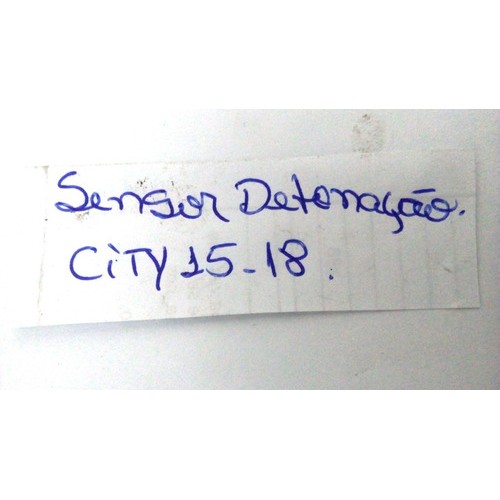 Sensor Detonação.
CiTY 15-18.